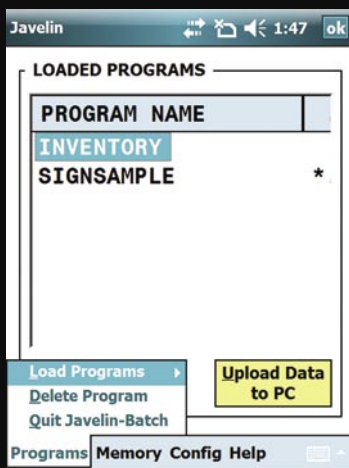 Javelin 1:47 ok
LOADED PROGRAMS
PROGRAM NAME
INVENTORY
SIGNSAMPLE *
Load Programs
Delete Program
Quit Javelin-Batch
Upload Data
to PC
Programs Memory Config Help